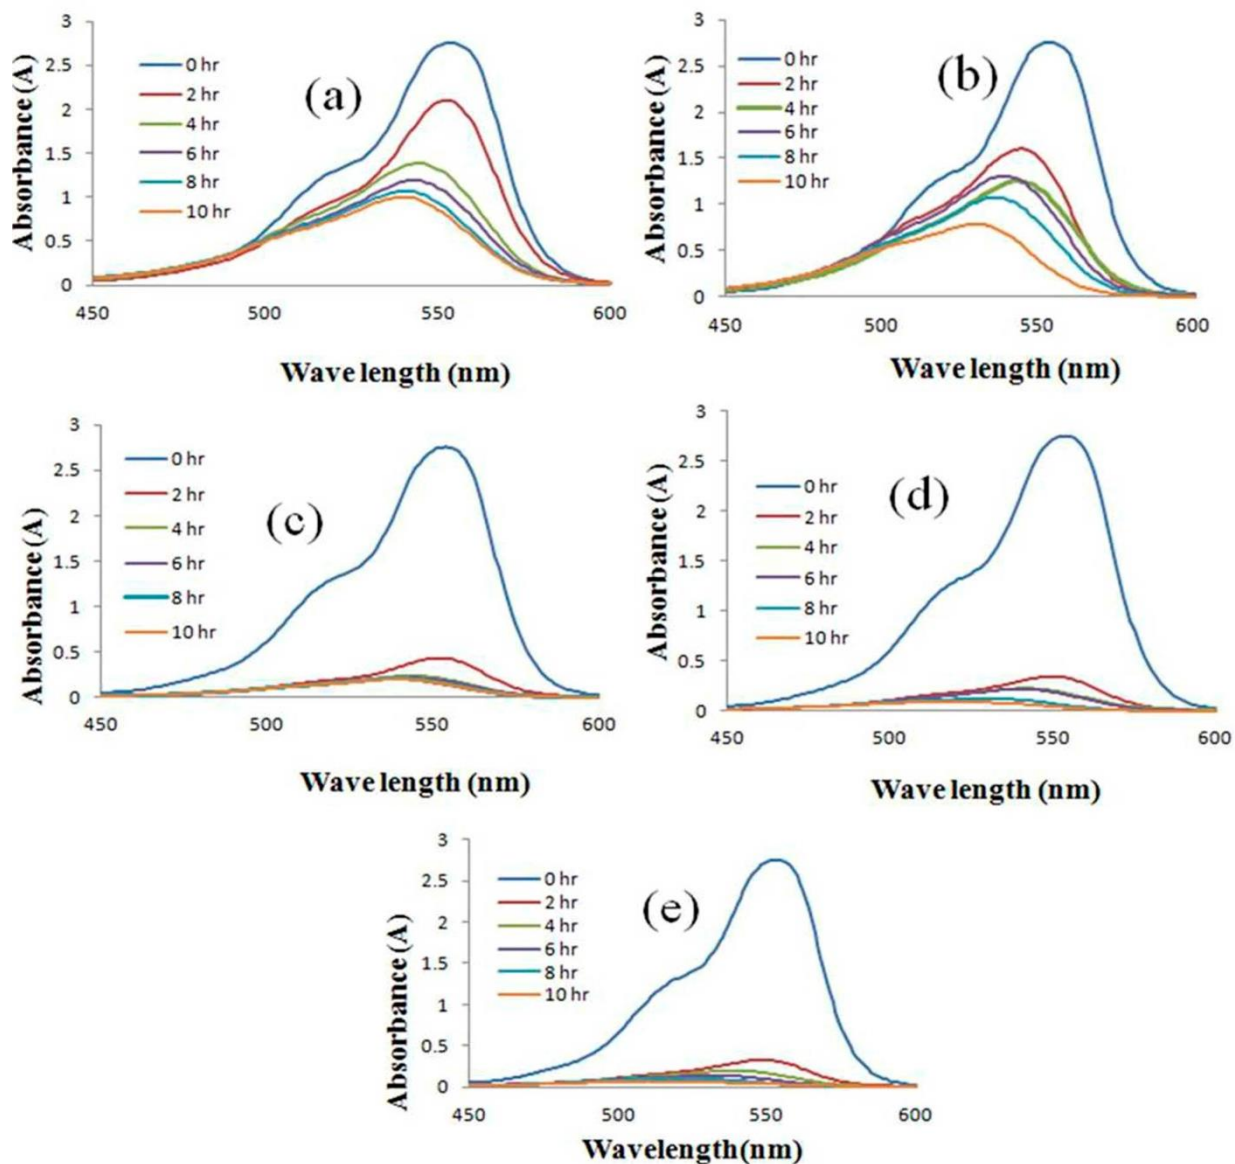 3
2.5
2
1.5
1
0.5
0
Absorbance (A)
0 hr
2 hr
4 hr
6 hr
8 hr
10 hr
(a)
450 500 550 600
Wave length (nm)
3
2.5
2
1.5
1
0.5
0
Absorbance (A)
0 hr
2 hr
4 hr
6 hr
8 hr
10 hr
(b)
450 500 550 600
Wave length (nm)
3
2.5
2
1.5
1
0.5
0
Absorbance (A)
0 hr
2 hr
4 hr
6 hr
8 hr
10 hr
(c)
450 500 550 600
Wave length (nm)
3
2.5
2
1.5
1
0.5
0
Absorbance (A)
0 hr
2 hr
4 hr
6 hr
8 hr
10 hr
(d)
450 500 550 600
Wave length (nm)
3
2.5
2
1.5
1
0.5
0
Absorbance (A)
0 hr
2 hr
4 hr
6 hr
8 hr
10 hr
(e)
450 500 550 600
Wavelength(nm)